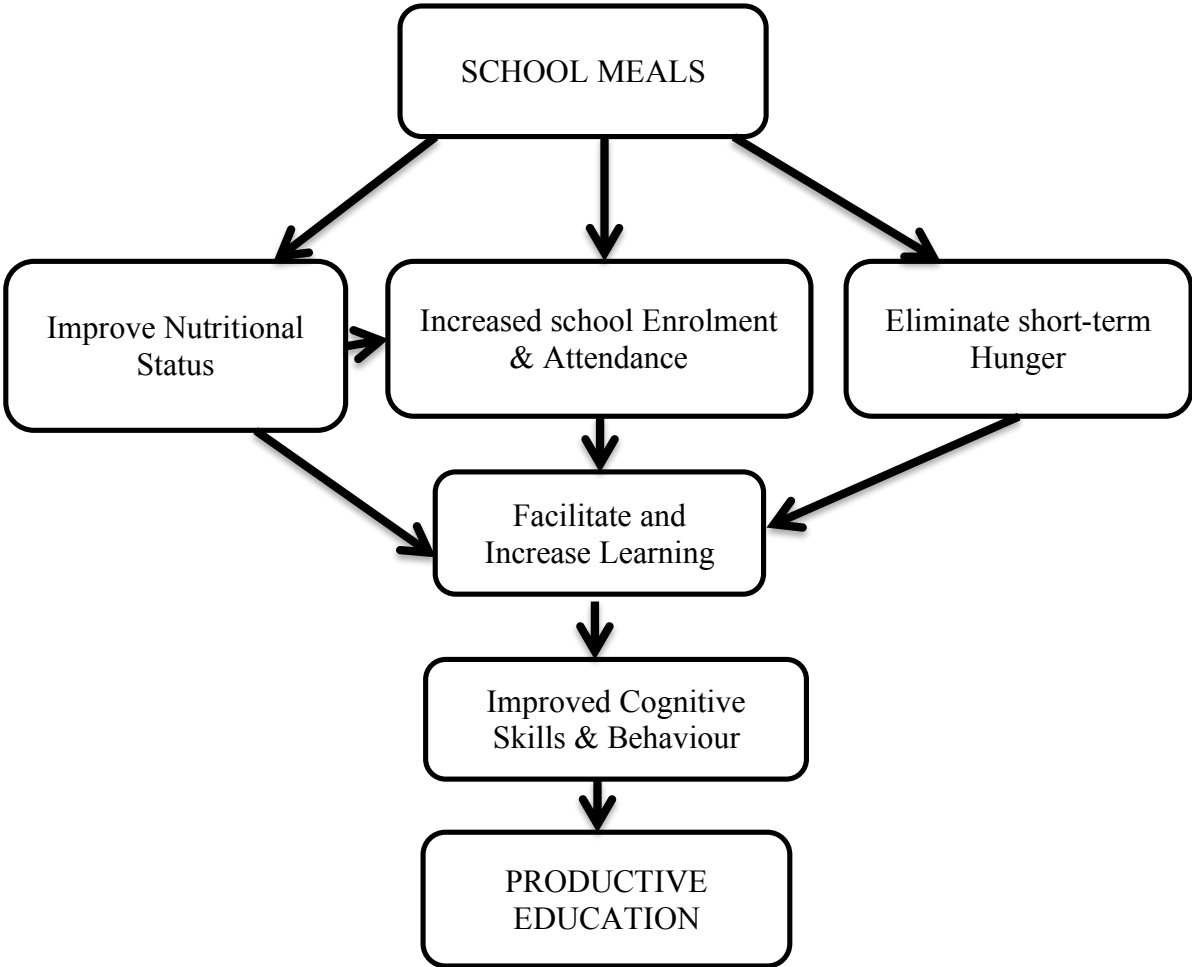 SCHOOL MEALS
Improve Nutritional
Status
Increased school Enrolment
& Attendance
Eliminate short-term
Hunger
Facilitate and
Increase Learning
Improved Cognitive
Skills & Behaviour
PRODUCTIVE
EDUCATION